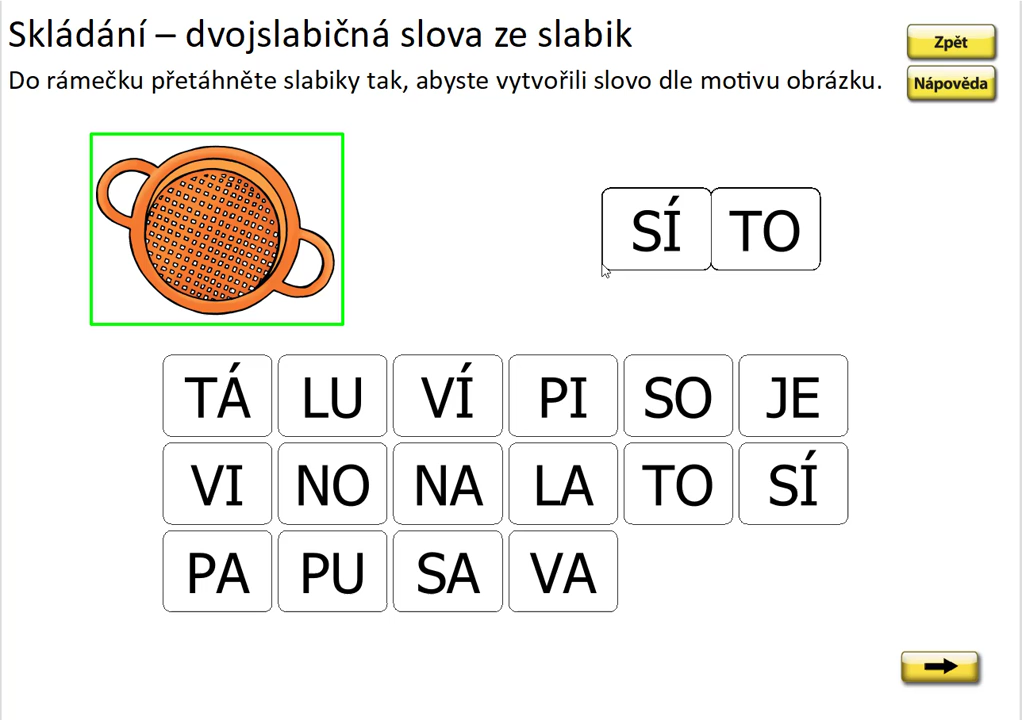 Skládání – dvojslabičná slova ze slabik
Zpět
Do rámečku přetáhněte slabiky tak, abyste vytvořili slovo dle motivu obrázku.
Nápověda
SÍ TO
TÁ LU VÍ PI SO JE
VI NO NA LA TO SÍ
PA PU SA VA